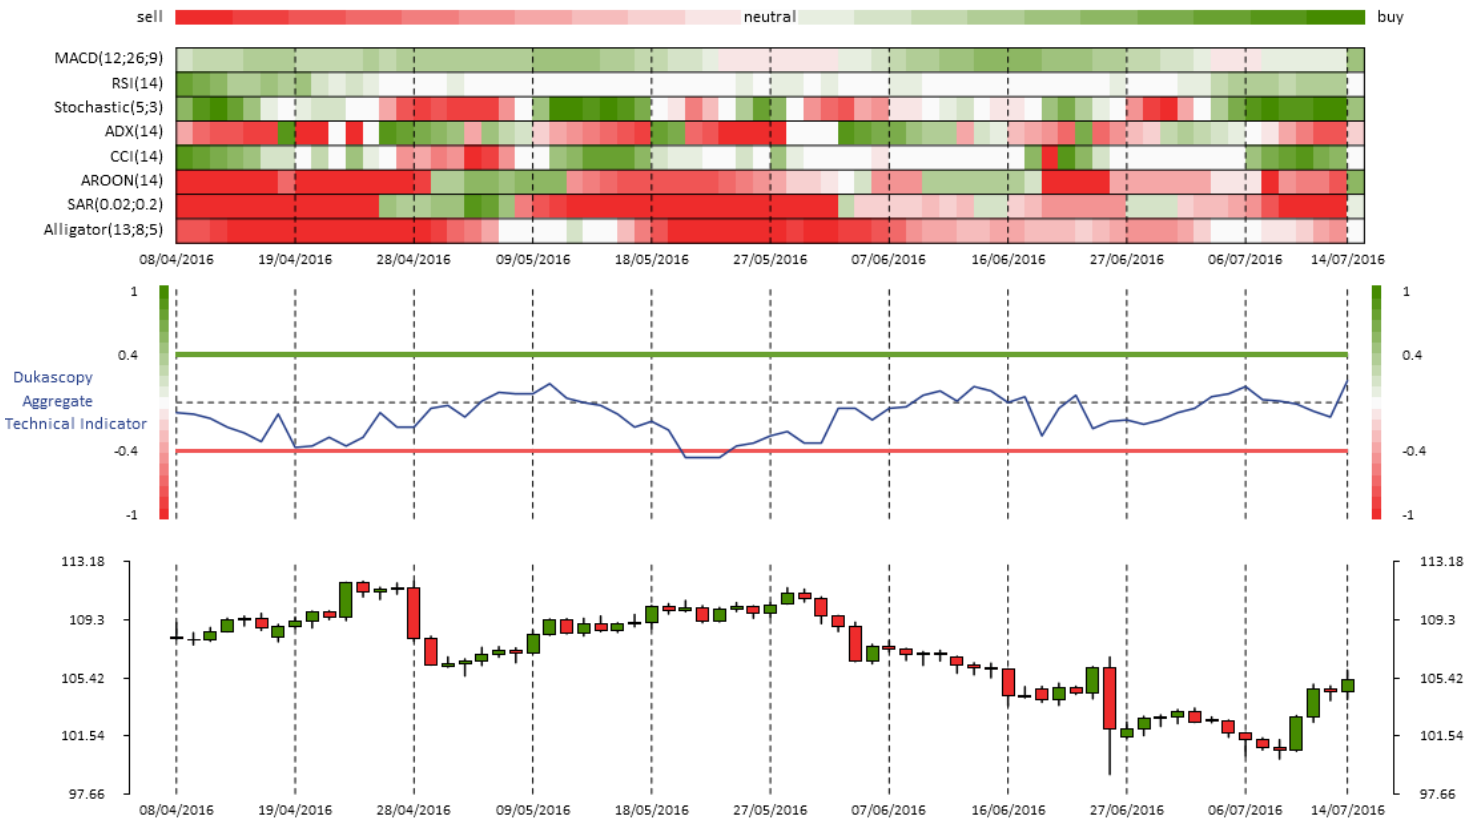 sell neutral buy
MACD(12;26;9)
RSI(14)
Stochastic(5;3)
ADX(14)
CCI(14)
AROON(14)
SAR(0.02;0.2)
Alligator(13;8;5)
08/04/2016 19/04/2016 28/04/2016 09/05/2016 18/05/2016 27/05/2016 07/06/2016 16/06/2016 27/06/2016 06/07/2016 14/07/2016
1 1
0.4 0.4
Dukascopy
Aggregate
Technical Indicator
-0.4 -0.4
-1 -1
113.18 113.18
109.3 109.3
105.42 105.42
101.54 101.54
97.66 97.66
08/04/2016 19/04/2016 28/04/2016 09/05/2016 18/05/2016 27/05/2016 07/06/2016 16/06/2016 27/06/2016 06/07/2016 14/07/2016